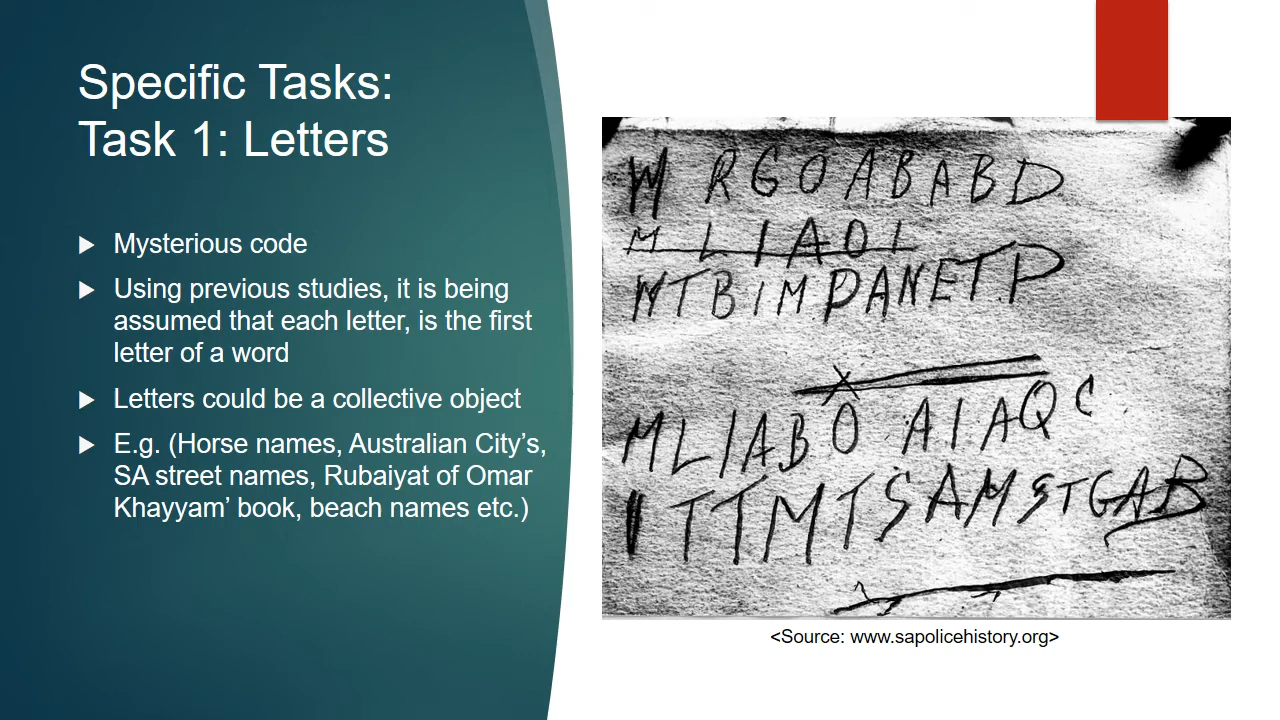 Specific Tasks:
Task 1: Letters
Mysterious code
Using previous studies, it is being
assumed that each letter, is the first
letter of a word
Letters could be a collective object
E.g. (Horse names, Australian City’s,
SA street names, Rubaiyat of Omar
Khayyam’ book, beach names etc.)
W RGOABABD
MLIAOI
WTBIMPANETP
X
MLIABO AIAQC
ITTMTSAMSTGAB
<Source: www.sapolicehistory.org>